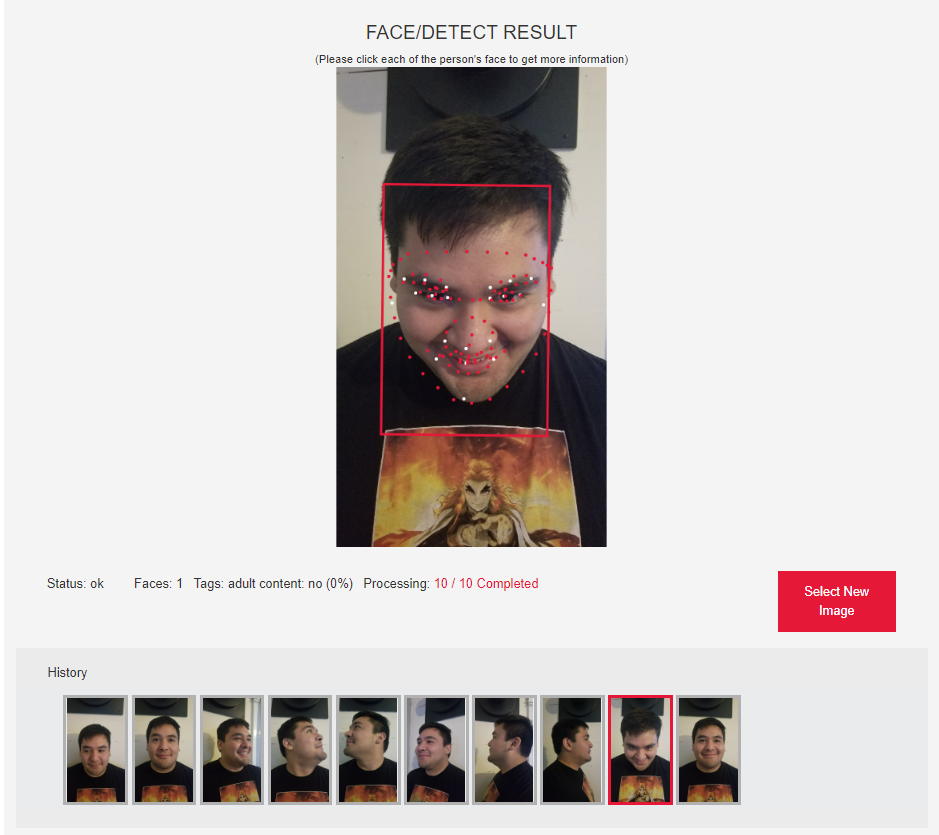 FACE/DETECT RESULT
(Please click each of the person's face to get more information)
Status: ok Faces: 1 Tags: adult content: no (0%) Processing: 10 / 10 Completed
Select New
Image
History